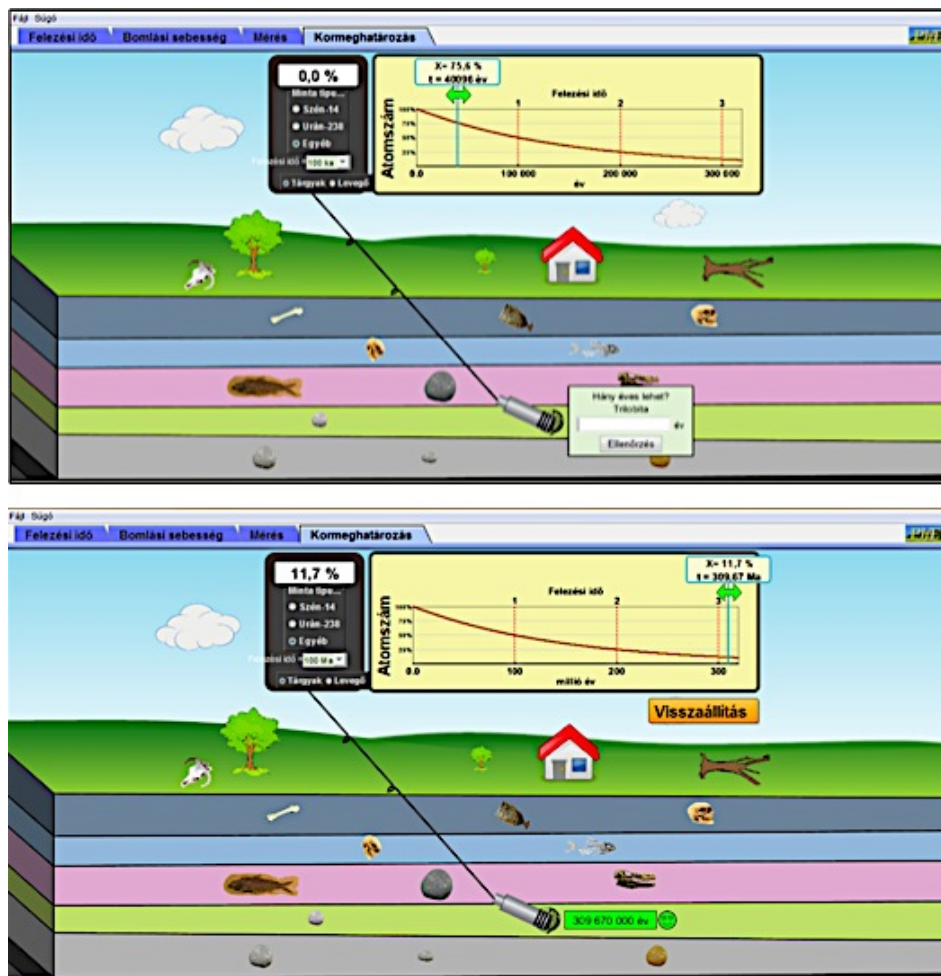 Fájl Súgó
Felezési idő Bomlási sebesség Mérés Kormeghatározás
0,0 %
Minta tipu...
Szén-14
Urán-238
Egyéb
Felezési idő = 100 ka
Tárgyak Levegő
X= 75,6 %
t = 40096 év
Felezési idő
1 2 3
Atomszám
100%
75%
50%
25%
0.0 100 000 200 000 300 000
év
Hány éves lehet?
Trilobita
év
Ellenőrzés
Fájl Súgó
Felezési idő Bomlási sebesség Mérés Kormeghatározás
11,7 %
Minta tipu...
Szén-14
Urán-238
Egyéb
Felezési idő = 100 Ma
Tárgyak Levegő
X= 11,7 %
t = 309,67 Ma
Felezési idő
1 2 3
Atomszám
100%
75%
50%
25%
0.0 100 200 300
millió év
Visszaállítás
309 670 000 év